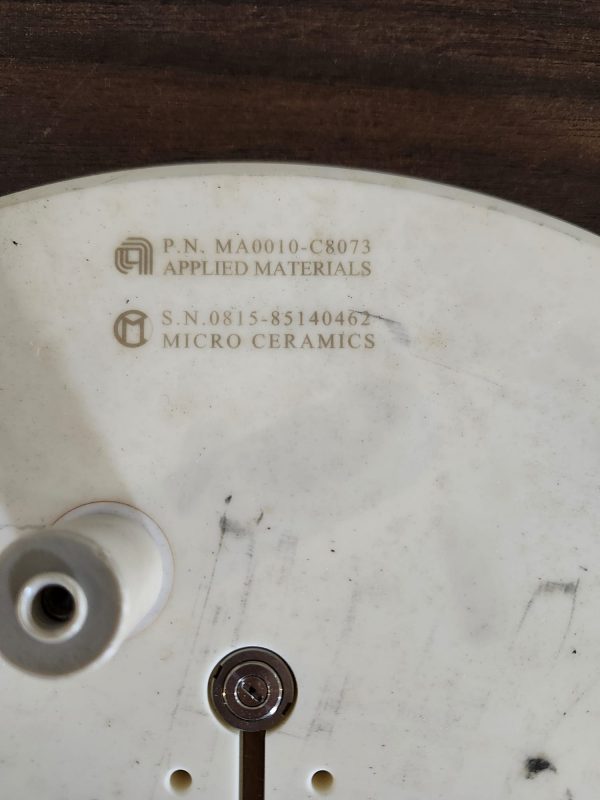 P.N. MA0010-C8073
APPLIED MATERIALS
S.N.0815-85140462
MICRO CERAMICS